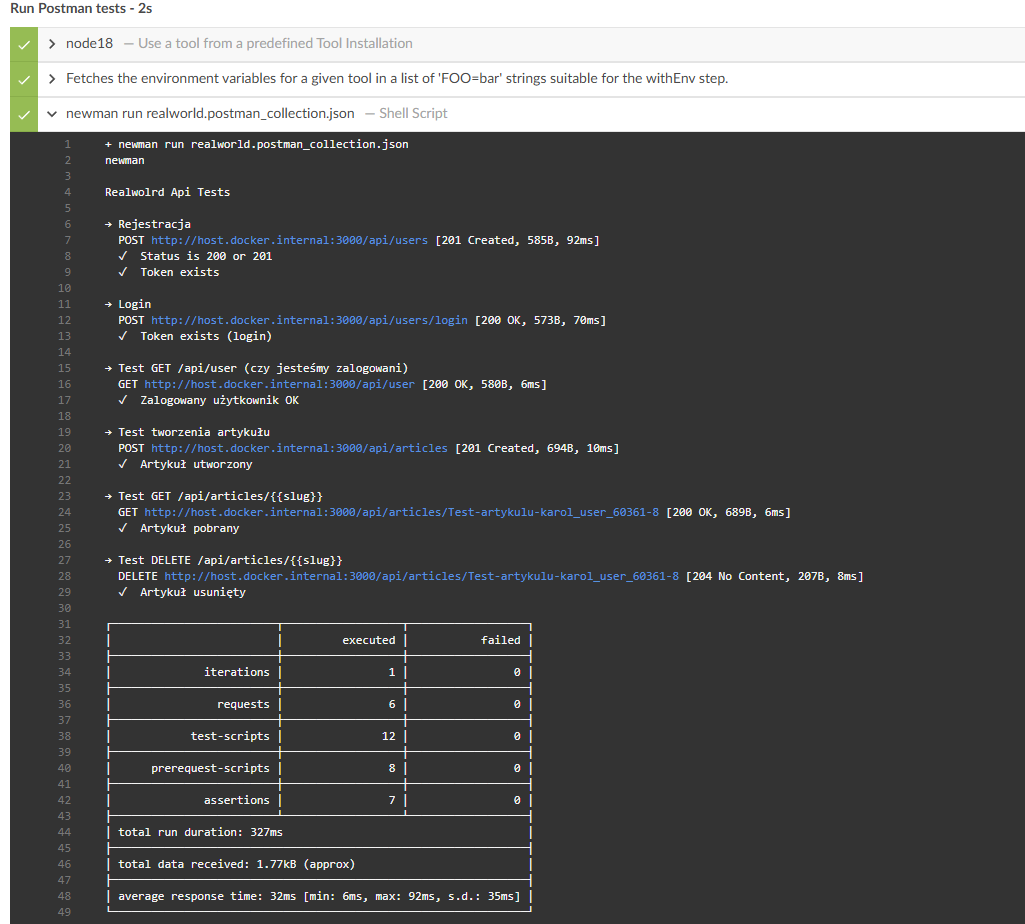 Run Postman tests - 2s
node18 — Use a tool from a predefined Tool Installation
Fetches the environment variables for a given tool in a list of 'FOO=bar' strings suitable for the withEnv step.
newman run realworld.postman_collection.json — Shell Script
1 + newman run realworld.postman_collection.json
2 newman
3
4 Realwolrd Api Tests
5
6 → Rejestracja
7 POST http://host.docker.internal:3000/api/users [201 Created, 585B, 92ms]
8 ✓ Status is 200 or 201
9 ✓ Token exists
10
11 → Login
12 POST http://host.docker.internal:3000/api/users/login [200 OK, 573B, 70ms]
13 ✓ Token exists (login)
14
15 → Test GET /api/user (czy jesteśmy zalogowani)
16 GET http://host.docker.internal:3000/api/user [200 OK, 580B, 6ms]
17 ✓ Zalogowany użytkownik OK
18
19 → Test tworzenia artykułu
20 POST http://host.docker.internal:3000/api/articles [201 Created, 694B, 10ms]
21 ✓ Artykuł utworzony
22
23 → Test GET /api/articles/{{slug}}
24 GET http://host.docker.internal:3000/api/articles/Test-artykulu-karol_user_60361-8 [200 OK, 689B, 6ms]
25 ✓ Artykuł pobrany
26
27 → Test DELETE /api/articles/{{slug}}
28 DELETE http://host.docker.internal:3000/api/articles/Test-artykulu-karol_user_60361-8 [204 No Content, 207B, 8ms]
29 ✓ Artykuł usunięty
30
31
32 executed failed
33
34 iterations 1 0
35
36 requests 6 0
37
38 test-scripts 12 0
39
40 prerequest-scripts 8 0
41
42 assertions 7 0
43
44 total run duration: 327ms
45
46 total data received: 1.77kB (approx)
47
48 average response time: 32ms [min: 6ms, max: 92ms, s.d.: 35ms]
49